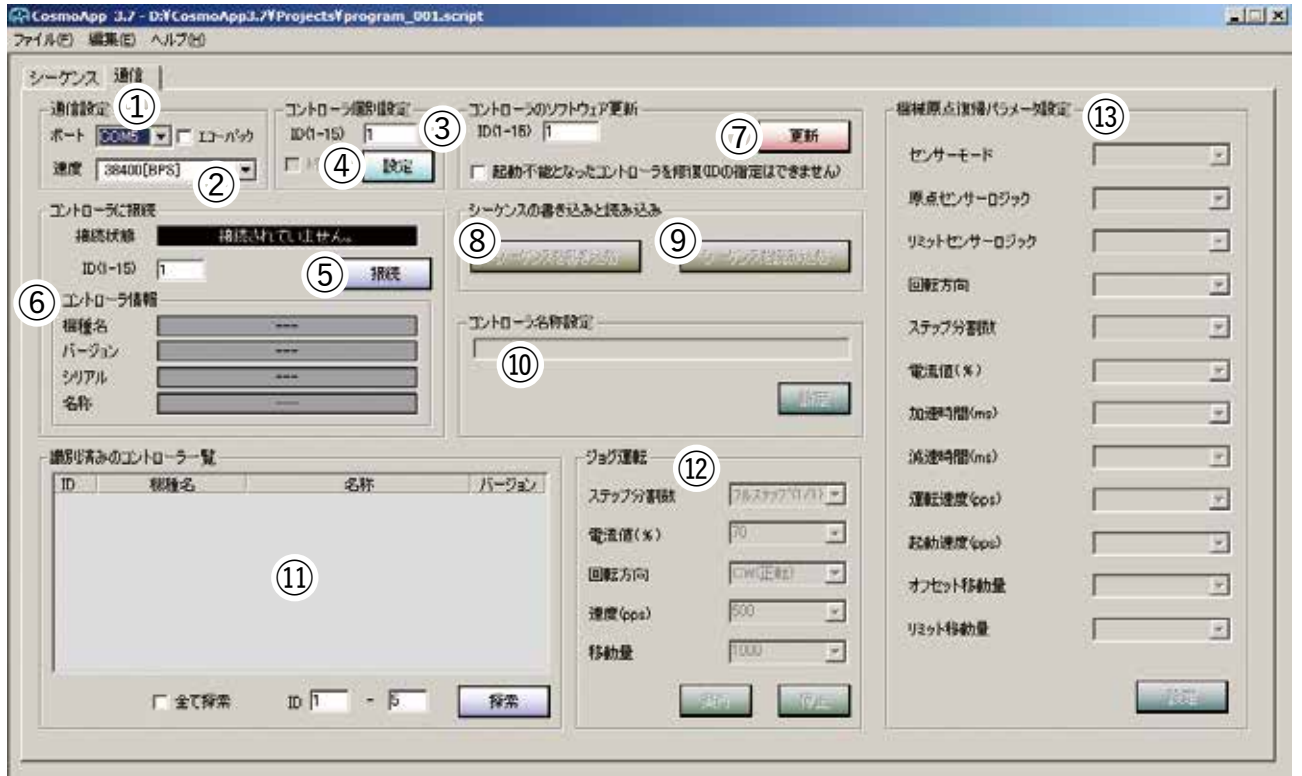 CosmoApp 3.7 - D:¥CosmoApp3.7¥Projects¥program_001.script
ファイル(F) 編集(E) ヘルプ(H)
シーケンス 通信
通信設定 ①
ポート COM5 エコーバック
速度 38400[BPS] ②
コントローラ識別設定
ID(1-15) 1 ③
④ 設定
コントローラのソフトウェア更新
ID(1-15) 1 ⑦ 更新
起動不能となったコントローラを修復(IDの指定はできません)
コントローラに接続
接続状態 接続されていません。
ID(1-15) 1 ⑤ 接続
⑥ コントローラ情報
機種名 ---
バージョン ---
シリアル ---
名称 ---
シーケンスの書き込みと読み込み
⑧ ⑨
コントローラ名称設定
⑩
設定
識別済みのコントローラ一覧
ID 機種名 名称 バージョン
⑪
全て探索 ID 1 - 5 探索
ジョグ運転 ⑫
ステップ分割数 フルステップ(1/1)
電流値(%) 70
回転方向 CW(正転)
速度(pps) 500
移動量 1000
停止
機械原点復帰パラメータ設定 ⑬
センサーモード
原点センサーロジック
リミットセンサーロジック
回転方向
ステップ分割数
電流値(%)
加速時間(ms)
減速時間(ms)
運転速度(pps)
起動速度(pps)
オフセット移動量
リミット移動量
設定